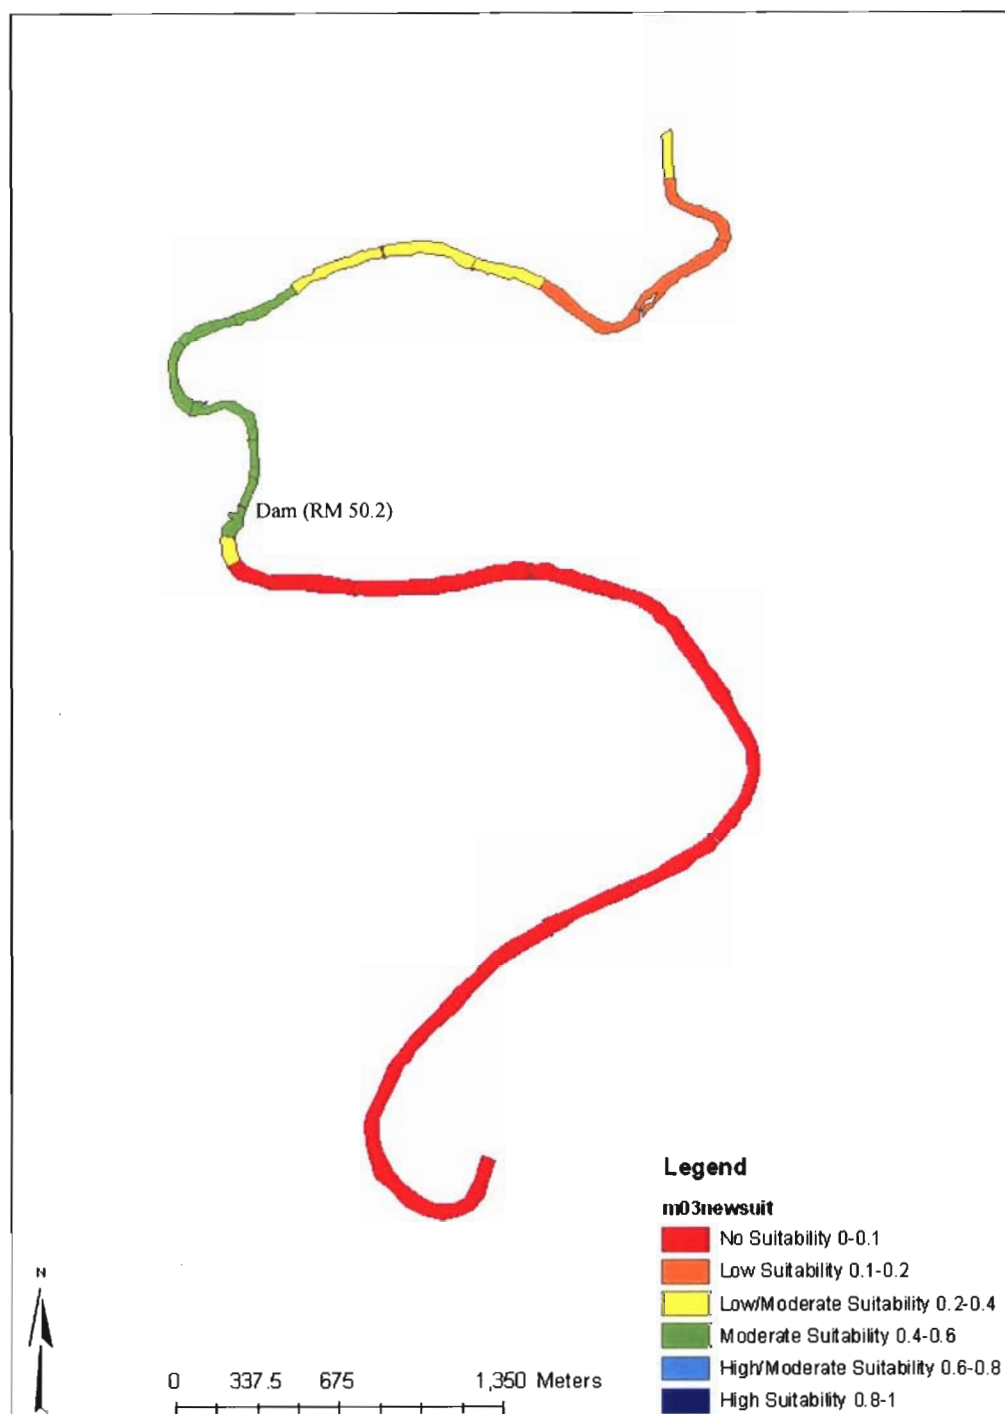 Dam (RM 50.2)
Legend
m03newsuit
No Suitability 0-0.1
Low Suitability 0.1-0.2
Low/Moderate Suitability 0.2-0.4
Moderate Suitability 0.4-0.6
High/Moderate Suitability 0.6-0.8
High Suitability 0.8-1
N
0 337.5 675 1,350 Meters